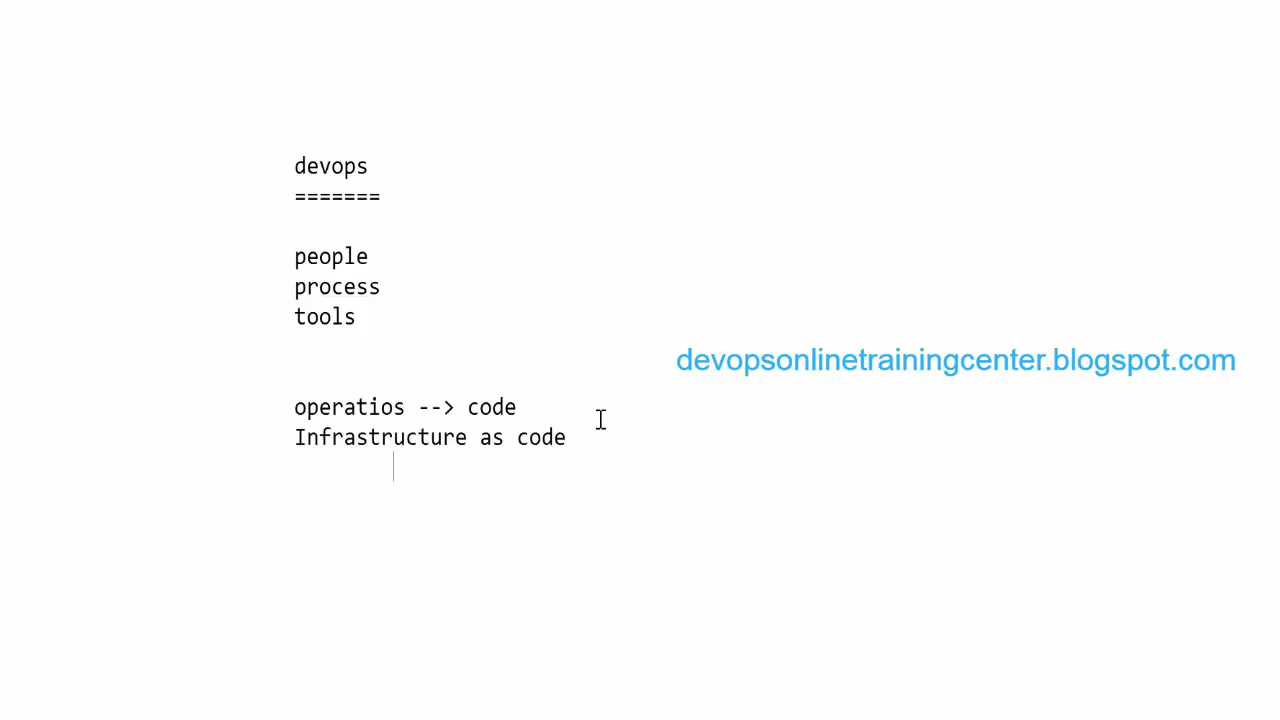 devops
=======
people
process
tools
devopsonlinetrainingcenter.blogspot.com
operatios --> code
Infrastructure as code